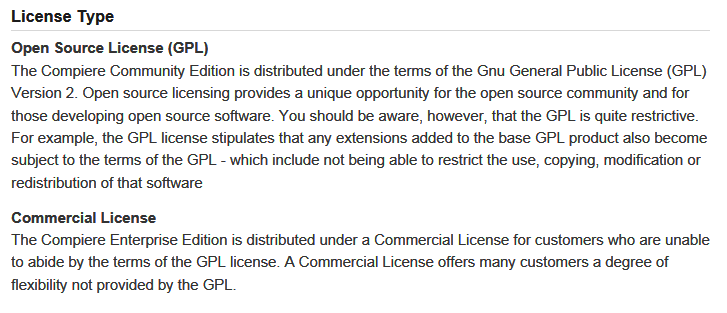 License Type
Open Source License (GPL)
The Compiere Community Edition is distributed under the terms of the Gnu General Public License (GPL)
Version 2. Open source licensing provides a unique opportunity for the open source community and for
those developing open source software. You should be aware, however, that the GPL is quite restrictive.
For example, the GPL license stipulates that any extensions added to the base GPL product also become
subject to the terms of the GPL - which include not being able to restrict the use, copying, modification or
redistribution of that software
Commercial License
The Compiere Enterprise Edition is distributed under a Commercial License for customers who are unable
to abide by the terms of the GPL license. A Commercial License offers many customers a degree of
flexibility not provided by the GPL.